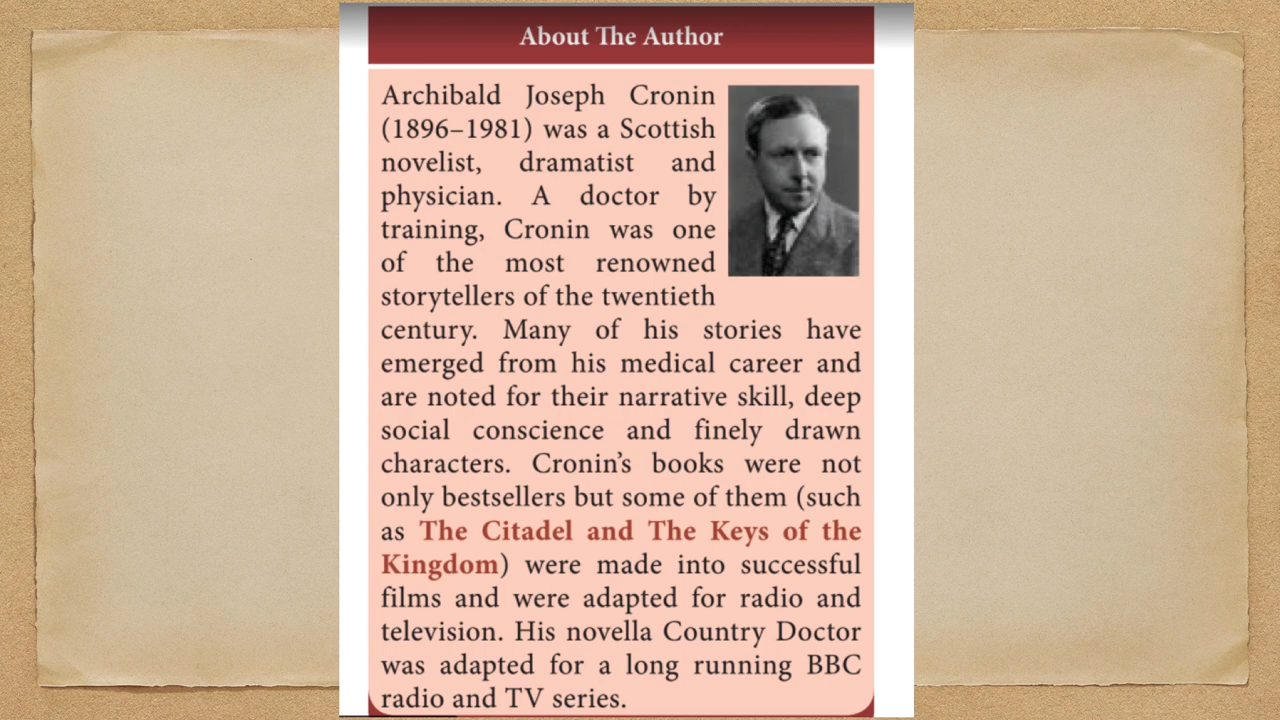 About The Author
Archibald Joseph Cronin
(1896–1981) was a Scottish
novelist, dramatist and
physician. A doctor by
training, Cronin was one
of the most renowned
storytellers of the twentieth
century. Many of his stories have
emerged from his medical career and
are noted for their narrative skill, deep
social conscience and finely drawn
characters. Cronin’s books were not
only bestsellers but some of them (such
as The Citadel and The Keys of the
Kingdom) were made into successful
films and were adapted for radio and
television. His novella Country Doctor
was adapted for a long running BBC
radio and TV series.